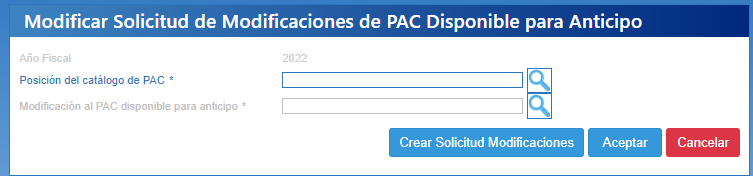 Modificar Solicitud de Modificaciones de PAC Disponible para Anticipo
Año Fiscal 2022
Posición del catálogo de PAC *
Modificación al PAC disponible para anticipo *
Crear Solicitud Modificaciones Aceptar Cancelar